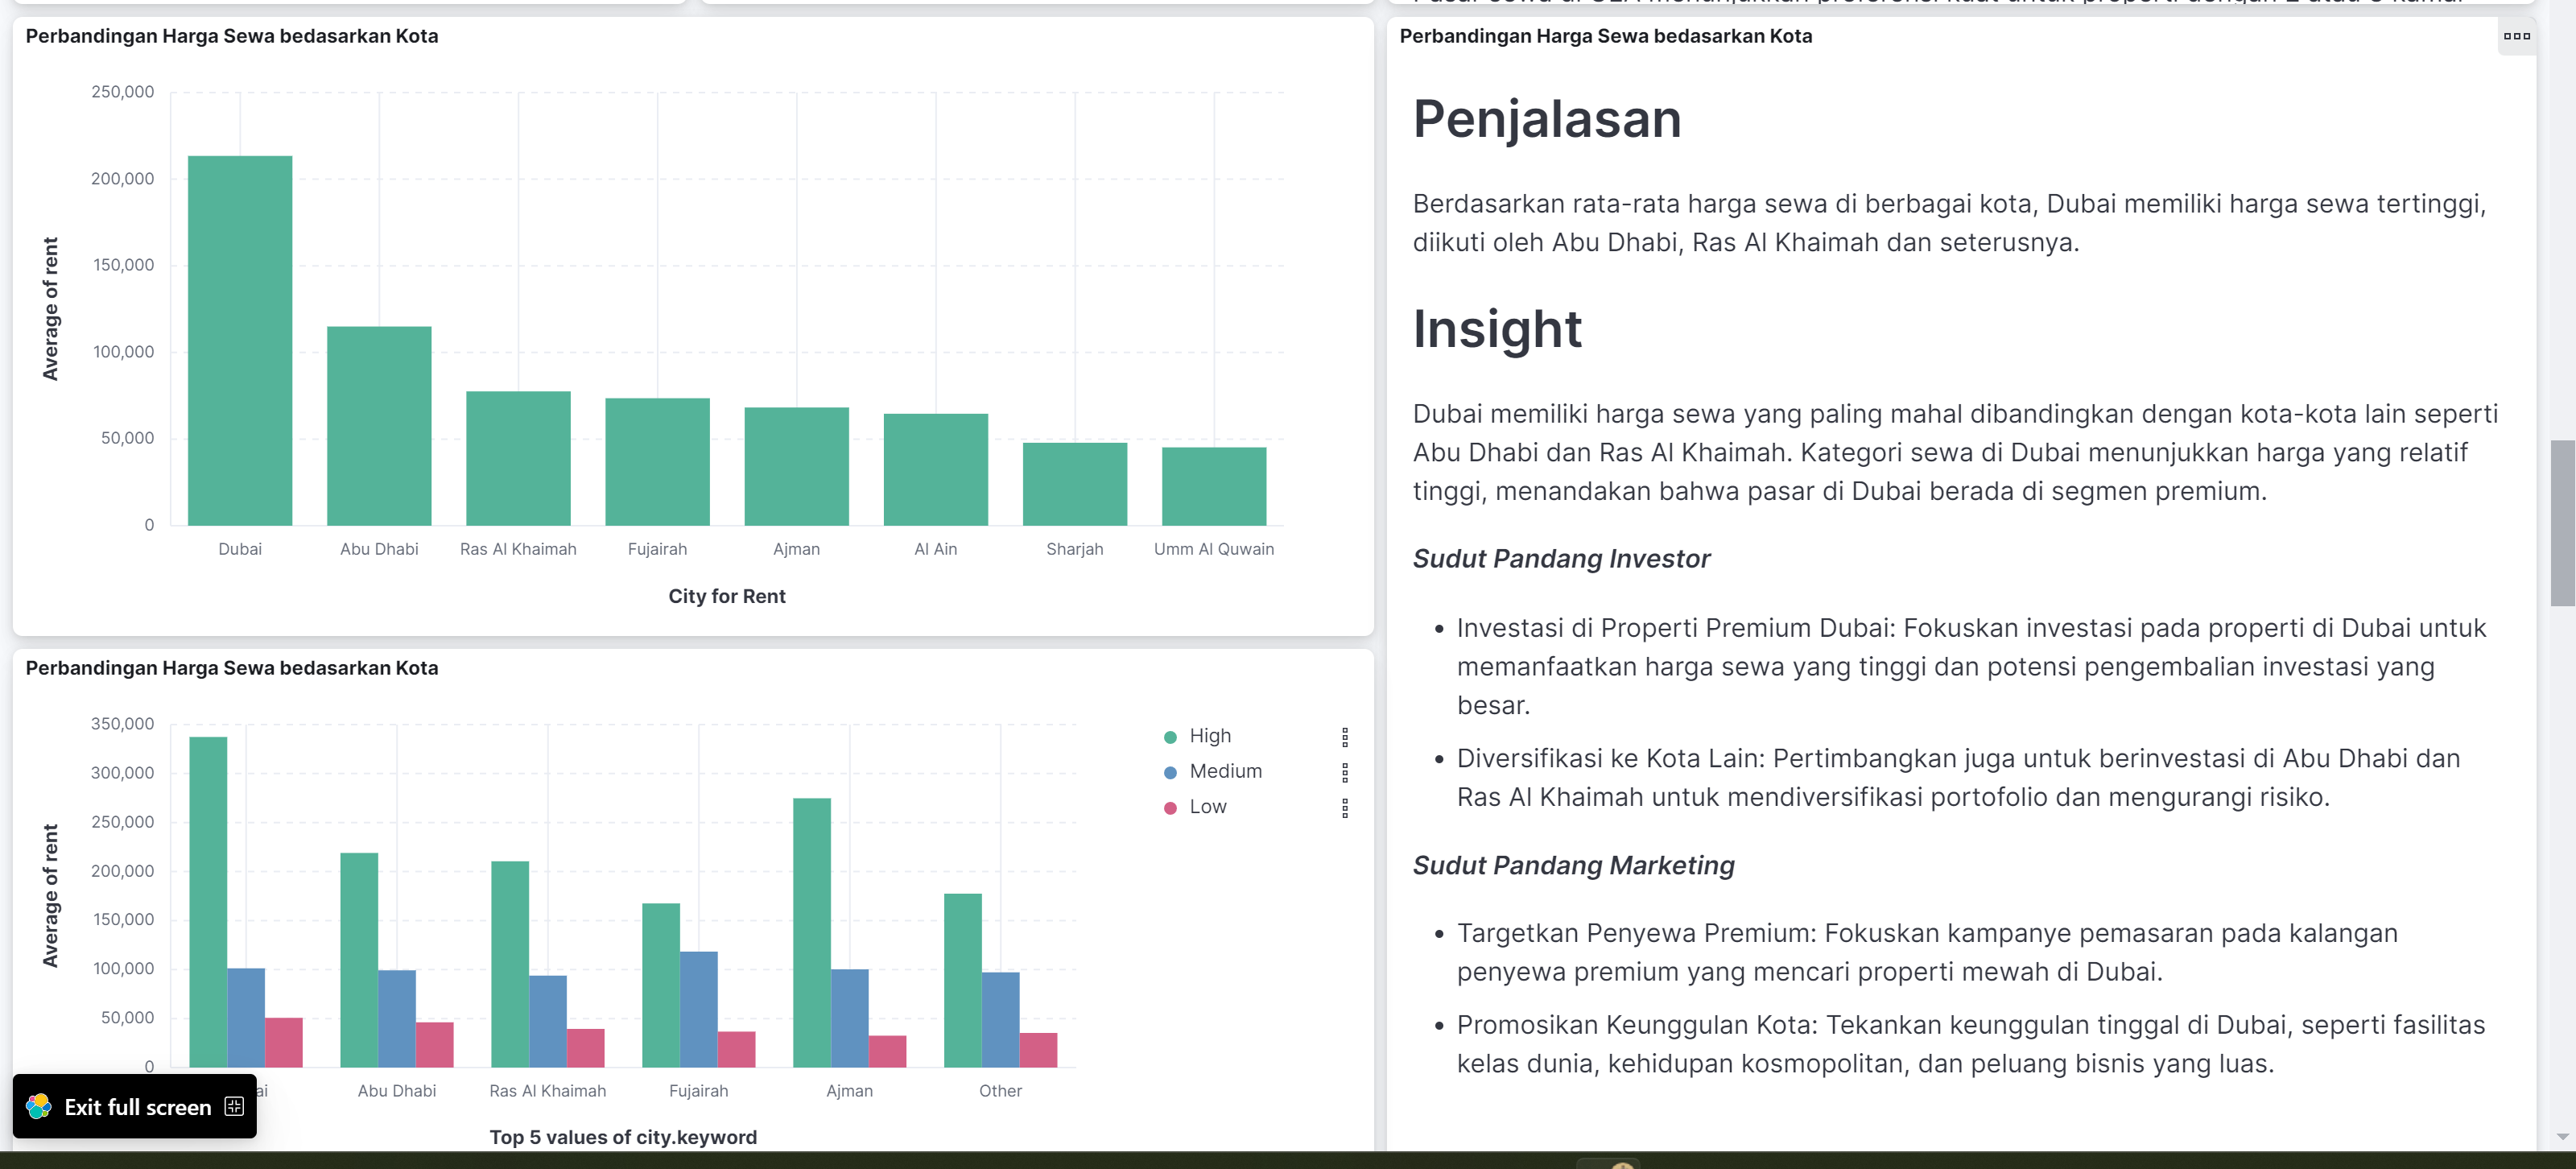 Perbandingan Harga Sewa bedasarkan Kota
250,000
200,000
150,000
100,000
50,000
0
Average of rent
Dubai
Abu Dhabi
Ras Al Khaimah
Fujairah
Ajman
Al Ain
Sharjah
Umm Al Quwain
City for Rent
Perbandingan Harga Sewa bedasarkan Kota
350,000
300,000
250,000
200,000
150,000
100,000
50,000
0
Average of rent
High
Medium
Low
Abu Dhabi
Ras Al Khaimah
Fujairah
Ajman
Other
Top 5 values of city.keyword
Exit full screen
Perbandingan Harga Sewa bedasarkan Kota
Penjalasan
Berdasarkan rata-rata harga sewa di berbagai kota, Dubai memiliki harga sewa tertinggi,
diikuti oleh Abu Dhabi, Ras Al Khaimah dan seterusnya.
Insight
Dubai memiliki harga sewa yang paling mahal dibandingkan dengan kota-kota lain seperti
Abu Dhabi dan Ras Al Khaimah. Kategori sewa di Dubai menunjukkan harga yang relatif
tinggi, menandakan bahwa pasar di Dubai berada di segmen premium.
Sudut Pandang Investor
• Investasi di Properti Premium Dubai: Fokuskan investasi pada properti di Dubai untuk
memanfaatkan harga sewa yang tinggi dan potensi pengembalian investasi yang
besar.
• Diversifikasi ke Kota Lain: Pertimbangkan juga untuk berinvestasi di Abu Dhabi dan
Ras Al Khaimah untuk mendiversifikasi portofolio dan mengurangi risiko.
Sudut Pandang Marketing
• Targetkan Penyewa Premium: Fokuskan kampanye pemasaran pada kalangan
penyewa premium yang mencari properti mewah di Dubai.
• Promosikan Keunggulan Kota: Tekankan keunggulan tinggal di Dubai, seperti fasilitas
kelas dunia, kehidupan kosmopolitan, dan peluang bisnis yang luas.